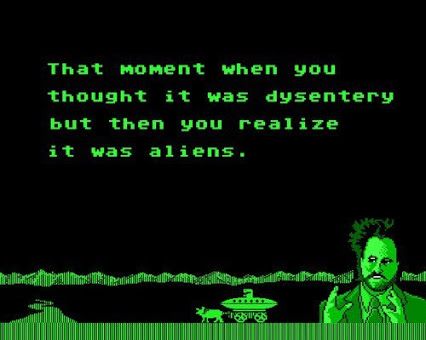 That moment when you
thought it was dysentery
but then you realize
it was aliens.